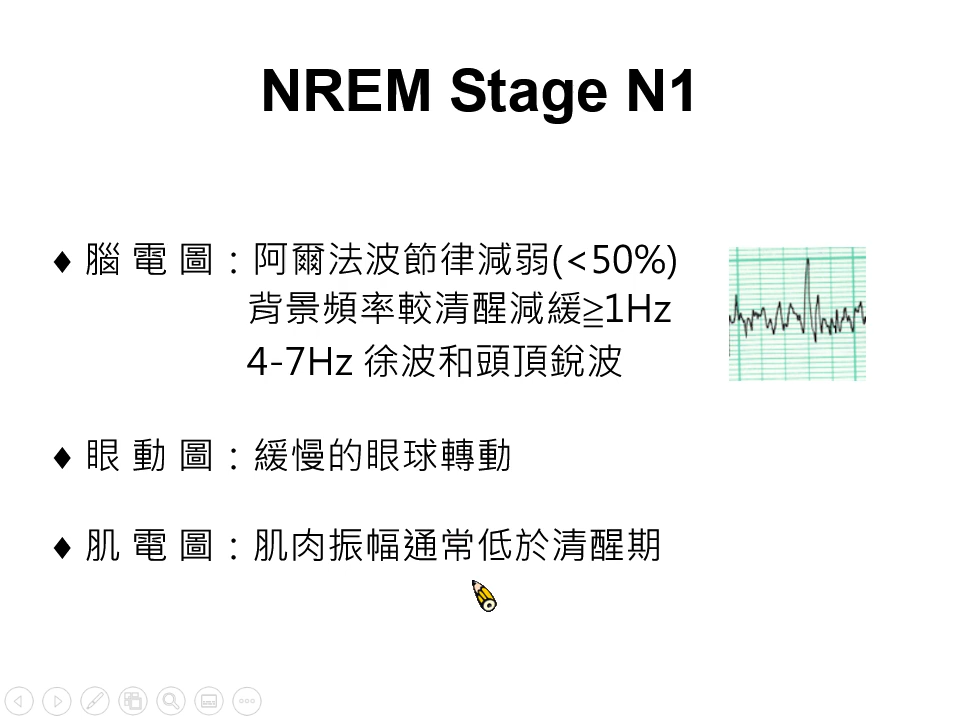 NREM Stage N1
♦ 腦 電 圖：阿爾法波節律減弱(<50%)
背景頻率較清醒減緩≧1Hz
4-7Hz 徐波和頭頂銳波
♦ 眼 動 圖：緩慢的眼球轉動
♦ 肌 電 圖：肌肉振幅通常低於清醒期